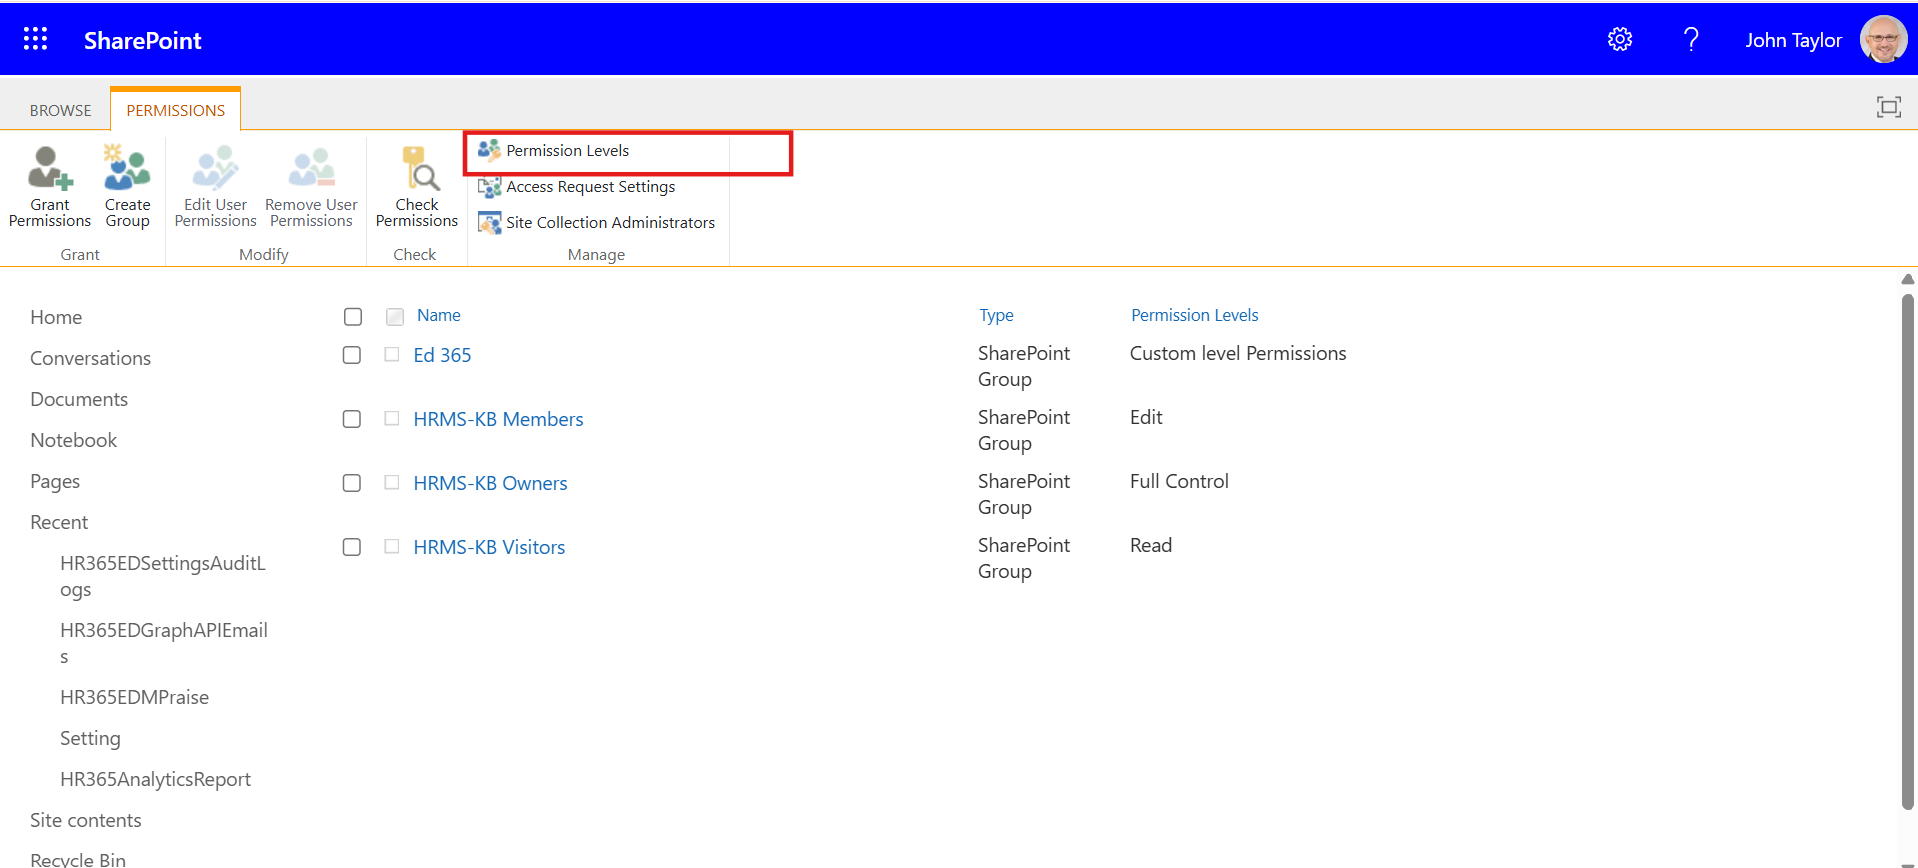 SharePoint
John Taylor
BROWSE
PERMISSIONS
Grant
Permissions
Create
Group
Grant
Edit User
Permissions
Remove User
Permissions
Modify
Check
Permissions
Check
Permission Levels
Access Request Settings
Site Collection Administrators
Manage
Home
Conversations
Documents
Notebook
Pages
Recent
HR365EDSettingsAuditL
ogs
HR365EDGraphAPIEmail
s
HR365EDMPraise
Setting
HR365AnalyticsReport
Site contents
Recycle Bin
Name
Type
Permission Levels
Ed 365
SharePoint
Group
Custom level Permissions
HRMS-KB Members
SharePoint
Group
Edit
HRMS-KB Owners
SharePoint
Group
Full Control
HRMS-KB Visitors
SharePoint
Group
Read